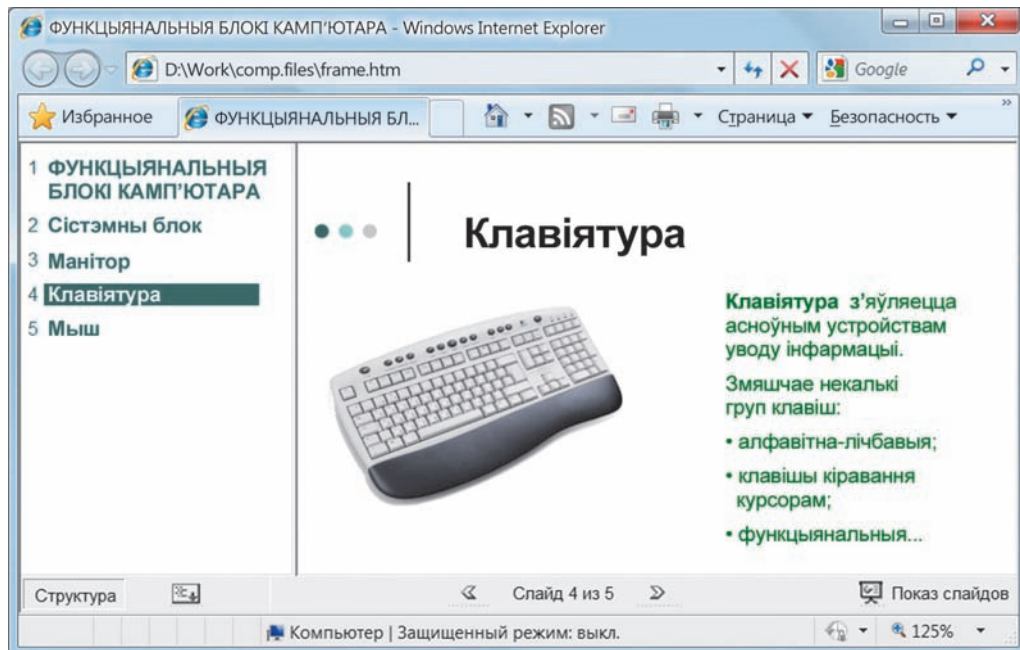 ФУНКЦЫЯНАЛЬНЫЯ БЛОКІ КАМП'ЮТАРА - Windows Internet Explorer
D:\Work\comp.files\frame.htm
Google
Избранное
ФУНКЦЫЯНАЛЬНЫЯ БЛ...
Страница
Безопасность
»
1 ФУНКЦЫЯНАЛЬНЫЯ
БЛОКІ КАМП'ЮТАРА
2 Сістэмны блок
3 Манітор
4 Клавіятура
5 Мыш
Клавіятура
Клавіятура з'яўляецца
асноўным устройствам
уводу інфармацыі.
Змяшчае некалькі
груп клавіш:
• алфавітна-лічбавыя;
• клавішы кіравання
курсорам;
• функцыянальныя...
Структура
Слайд 4 из 5
Показ слайдов
Компьютер | Защищенный режим: выкл.
125%